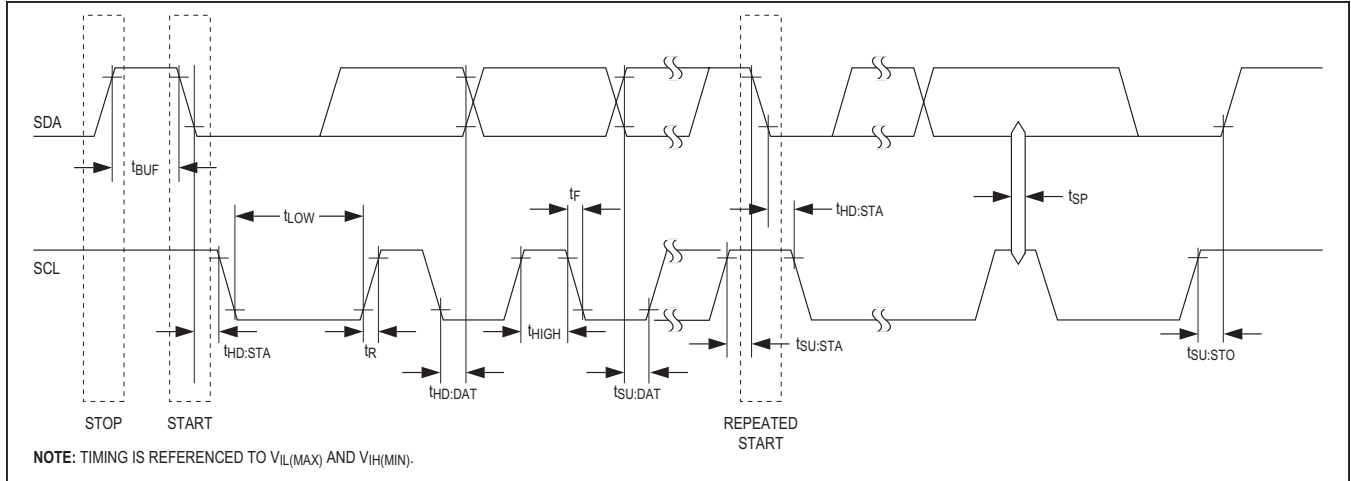 SDA
tBUF
tF
tLOW
tHD:STA
tSP
SCL
tHD:STA
tR
tHIGH
tSU:STA
tSU:STO
tHD:DAT
tSU:DAT
STOP
START
REPEATED
START
NOTE: TIMING IS REFERENCED TO VIL(MAX) AND VIH(MIN).